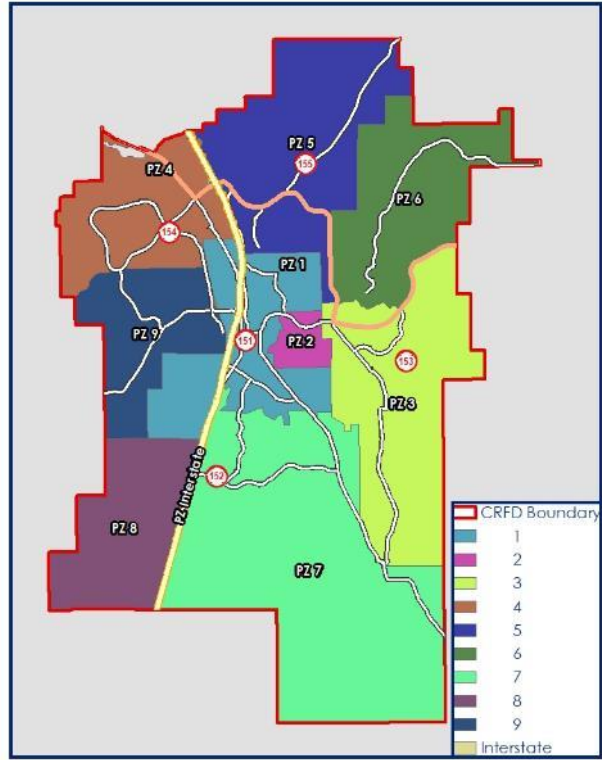 PZ 5
155
PZ 4
PZ 6
154
PZ 1
PZ 9
151
PZ 2
153
PZ 3
PZ Interstate
152
PZ 8
PZ 7
CRFD Boundary
1
2
3
4
5
6
7
8
9
Interstate